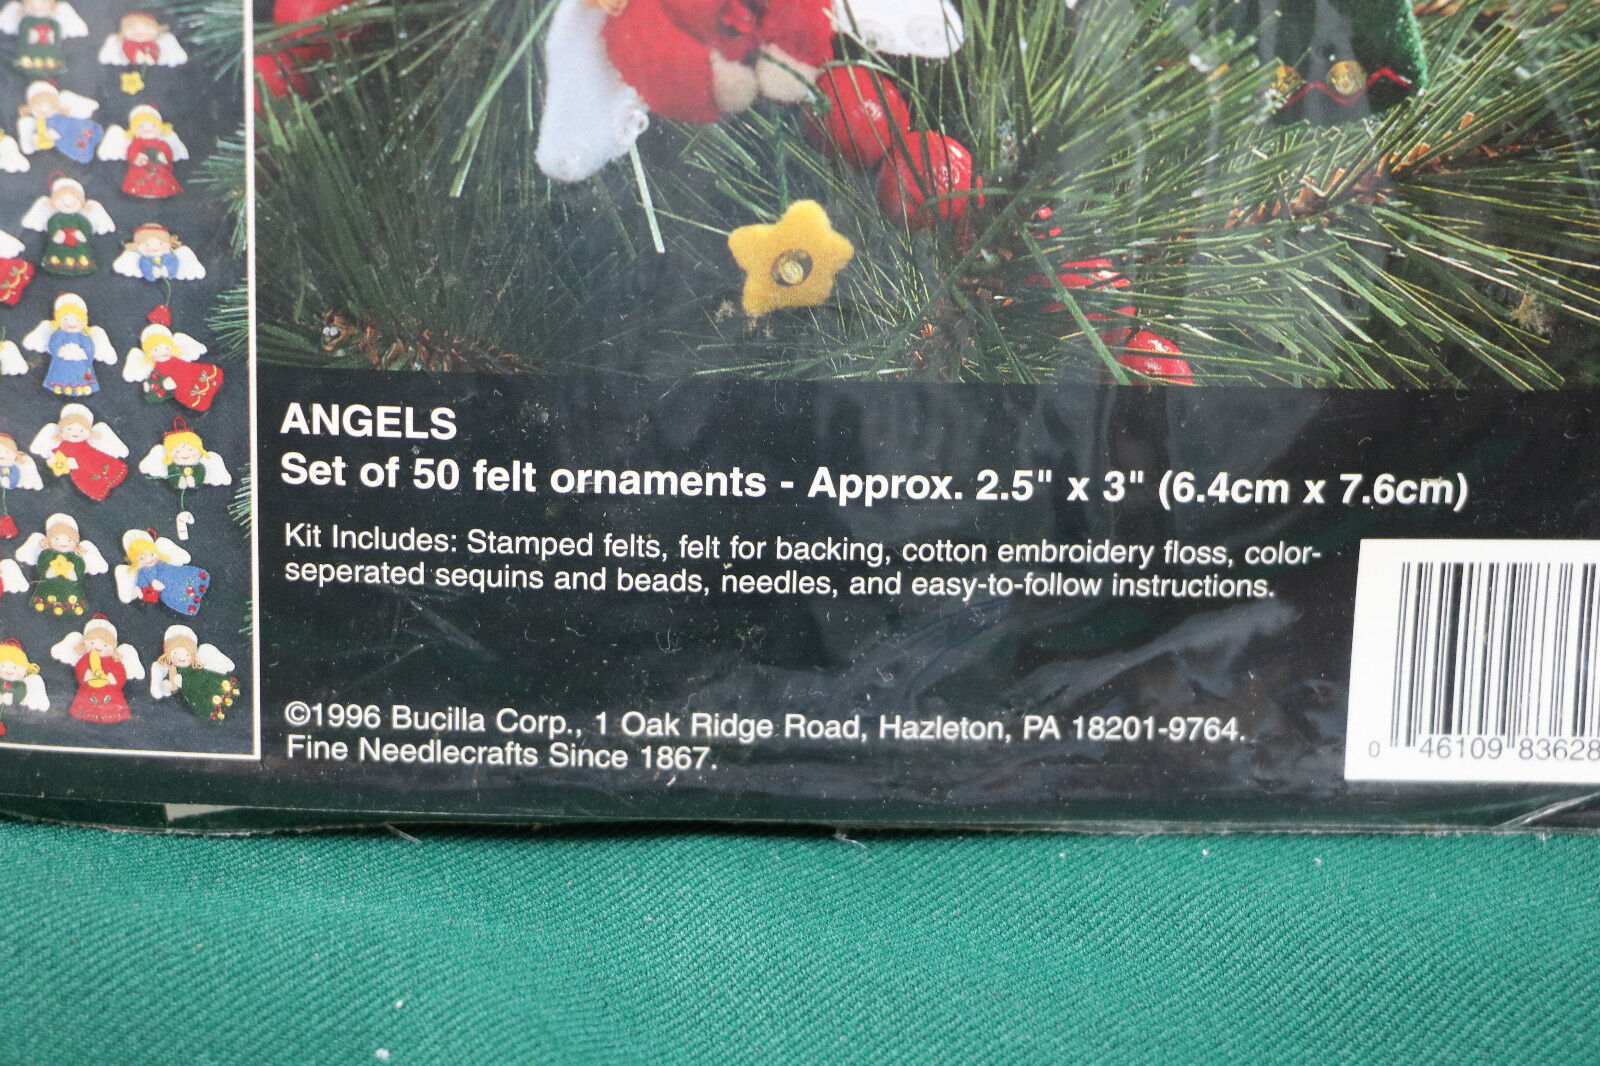 ANGELS
Set of 50 felt ornaments - Approx. 2.5" x 3" (6.4cm x 7.6cm)
Kit Includes: Stamped felts, felt for backing, cotton embroidery floss, color-
seperated sequins and beads, needles, and easy-to-follow instructions.
©1996 Bucilla Corp., 1 Oak Ridge Road, Hazleton, PA 18201-9764.
Fine Needlecrafts Since 1867.
0 46109 83628